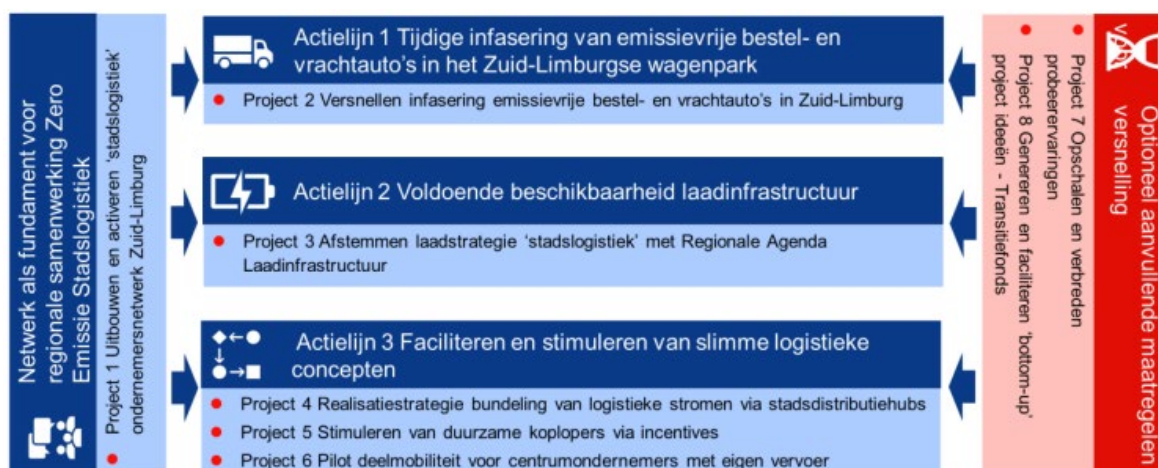 Netwerk als fundament voor
regionale samenwerking Zero
Emissie Stadslogistiek
Project 1 Uitbouwen en activeren ‘stadslogistiek’
ondernemersnetwerk Zuid-Limburg
Actielijn 1 Tijdige infasering van emissievrije bestel- en
vrachtauto’s in het Zuid-Limburgse wagenpark
Project 2 Versnellen infasering emissievrije bestel- en vrachtauto’s in Zuid-Limburg
Actielijn 2 Voldoende beschikbaarheid laadinfrastructuur
Project 3 Afstemmen laadstrategie ‘stadslogistiek’ met Regionale Agenda
Laadinfrastructuur
Actielijn 3 Faciliteren en stimuleren van slimme logistieke
concepten
Project 4 Realisatiestrategie bundeling van logistieke stromen via stadsdistributiehubs
Project 5 Stimuleren van duurzame koplopers via incentives
Project 6 Pilot deelmobiliteit voor centrumondernemers met eigen vervoer
Optioneel aanvullende maatregelen
voor versnelling
Project 7 Opschalen en verbreden
probeerervaringen
Project 8 Genereren en faciliteren ‘bottom-up’
project ideeën - Transitiefonds